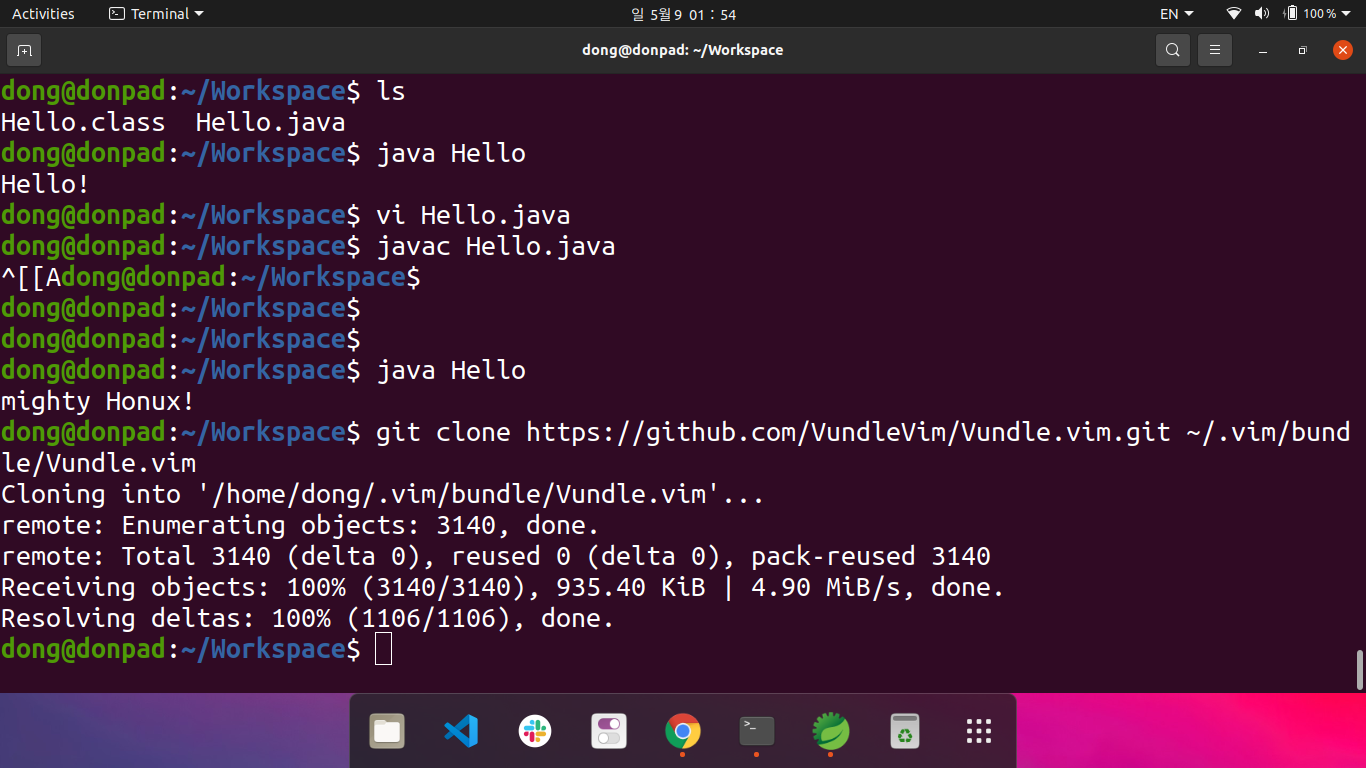 Activities Terminal 일 5월 9 01 : 54 EN 100 %
dong@donpad: ~/Workspace
dong@donpad:~/Workspace$ ls
Hello.class  Hello.java
dong@donpad:~/Workspace$ java Hello
Hello!
dong@donpad:~/Workspace$ vi Hello.java
dong@donpad:~/Workspace$ javac Hello.java
^[[Adong@donpad:~/Workspace$
dong@donpad:~/Workspace$
dong@donpad:~/Workspace$
dong@donpad:~/Workspace$ java Hello
mighty Honux!
dong@donpad:~/Workspace$ git clone https://github.com/VundleVim/Vundle.vim.git ~/.vim/bund
le/Vundle.vim
Cloning into '/home/dong/.vim/bundle/Vundle.vim'...
remote: Enumerating objects: 3140, done.
remote: Total 3140 (delta 0), reused 0 (delta 0), pack-reused 3140
Receiving objects: 100% (3140/3140), 935.40 KiB | 4.90 MiB/s, done.
Resolving deltas: 100% (1106/1106), done.
dong@donpad:~/Workspace$